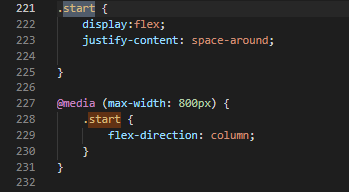 221 .start {
222     display:flex;
223     justify-content: space-around;
224
225 }
226
227 @media (max-width: 800px) {
228     .start {
229         flex-direction: column;
230     }
231 }
232